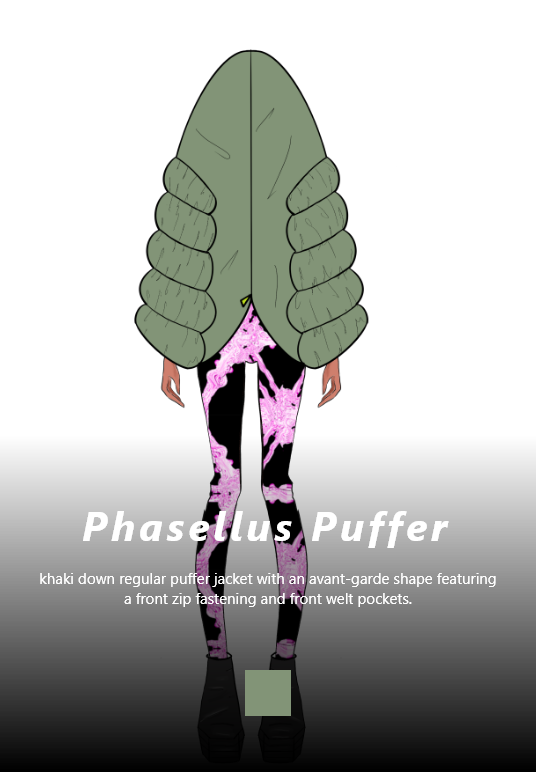 Phasellus Puffer
khaki down regular puffer jacket with an avant-garde shape featuring
a front zip fastening and front welt pockets.